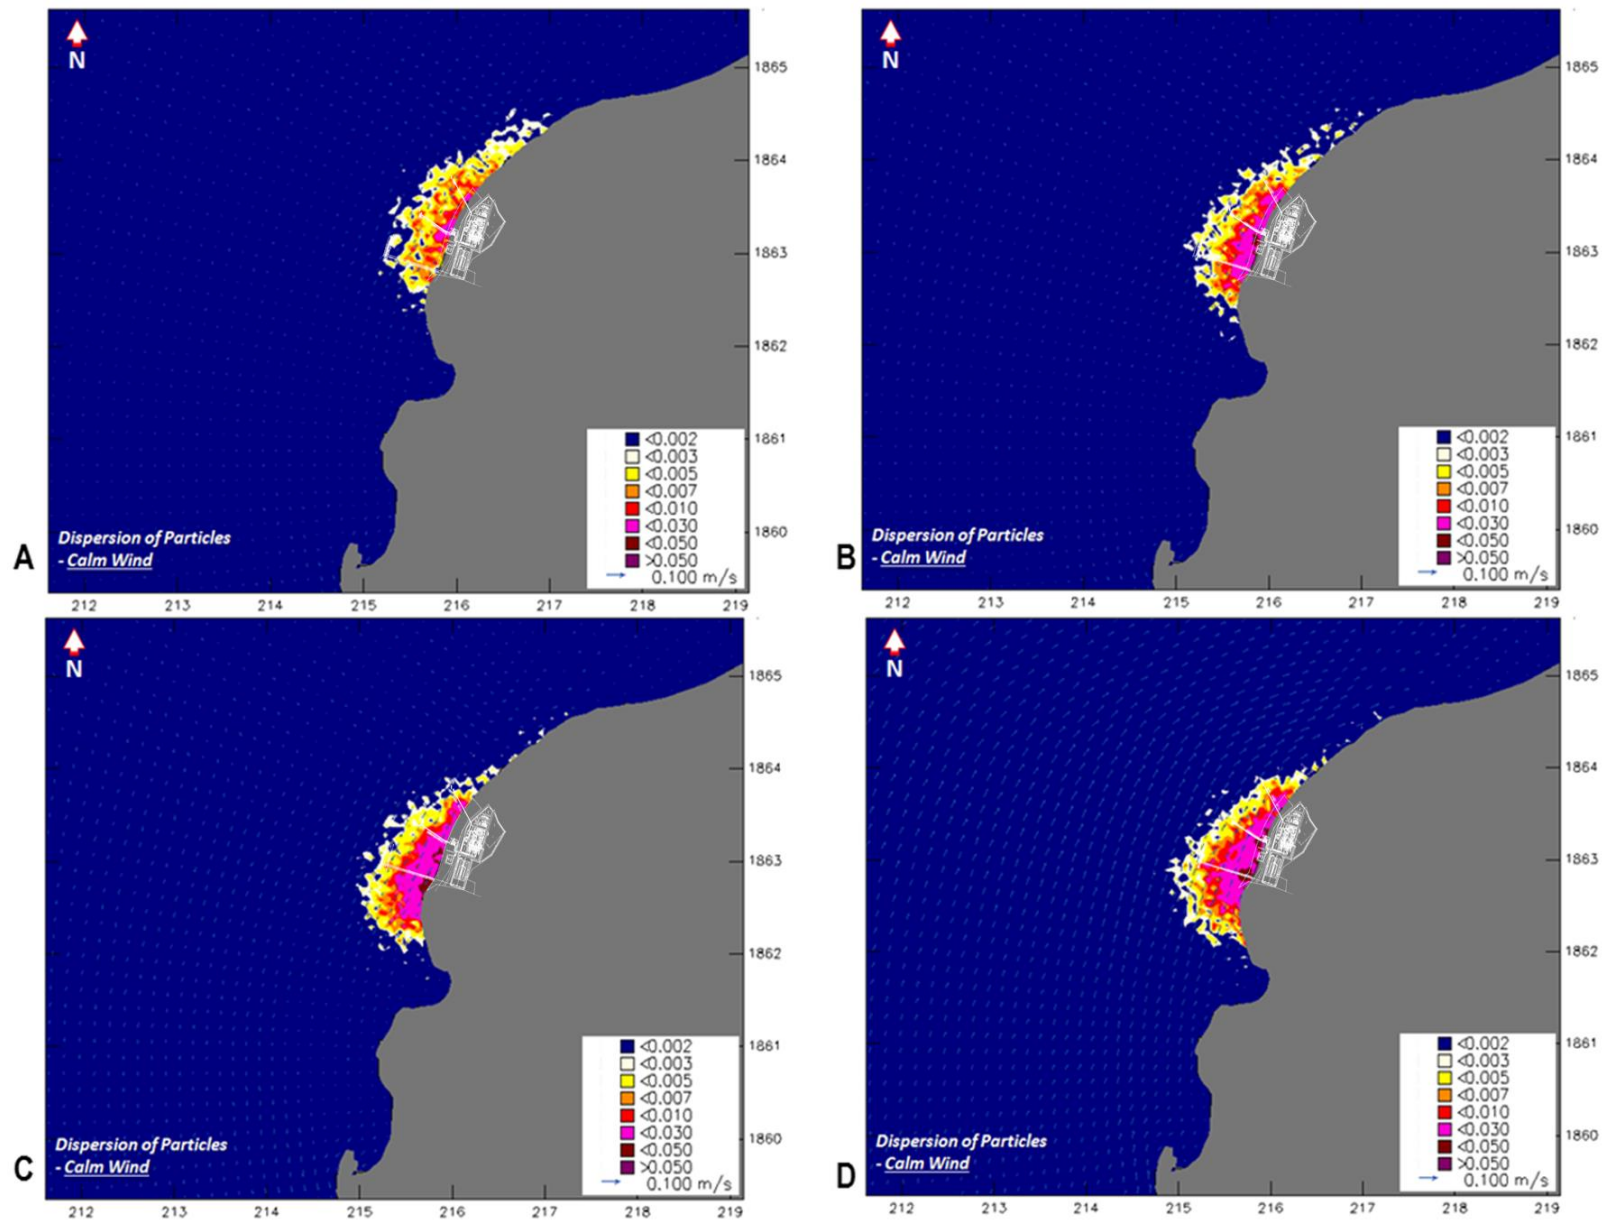 N
1865
1864
1863
1862
1861
1860
<0.002
<0.003
<0.005
<0.007
<0.010
<0.030
<0.050
>0.050
0.100 m/s
Dispersion of Particles
- Calm Wind
A
212 213 214 215 216 217 218 219
N
1865
1864
1863
1862
1861
1860
<0.002
<0.003
<0.005
<0.007
<0.010
<0.030
<0.050
>0.050
0.100 m/s
Dispersion of Particles
- Calm Wind
B
212 213 214 215 216 217 218 219
N
1865
1864
1863
1862
1861
1860
<0.002
<0.003
<0.005
<0.007
<0.010
<0.030
<0.050
>0.050
0.100 m/s
Dispersion of Particles
- Calm Wind
C
212 213 214 215 216 217 218 219
N
1865
1864
1863
1862
1861
1860
<0.002
<0.003
<0.005
<0.007
<0.010
<0.030
<0.050
>0.050
0.100 m/s
Dispersion of Particles
- Calm Wind
D
212 213 214 215 216 217 218 219